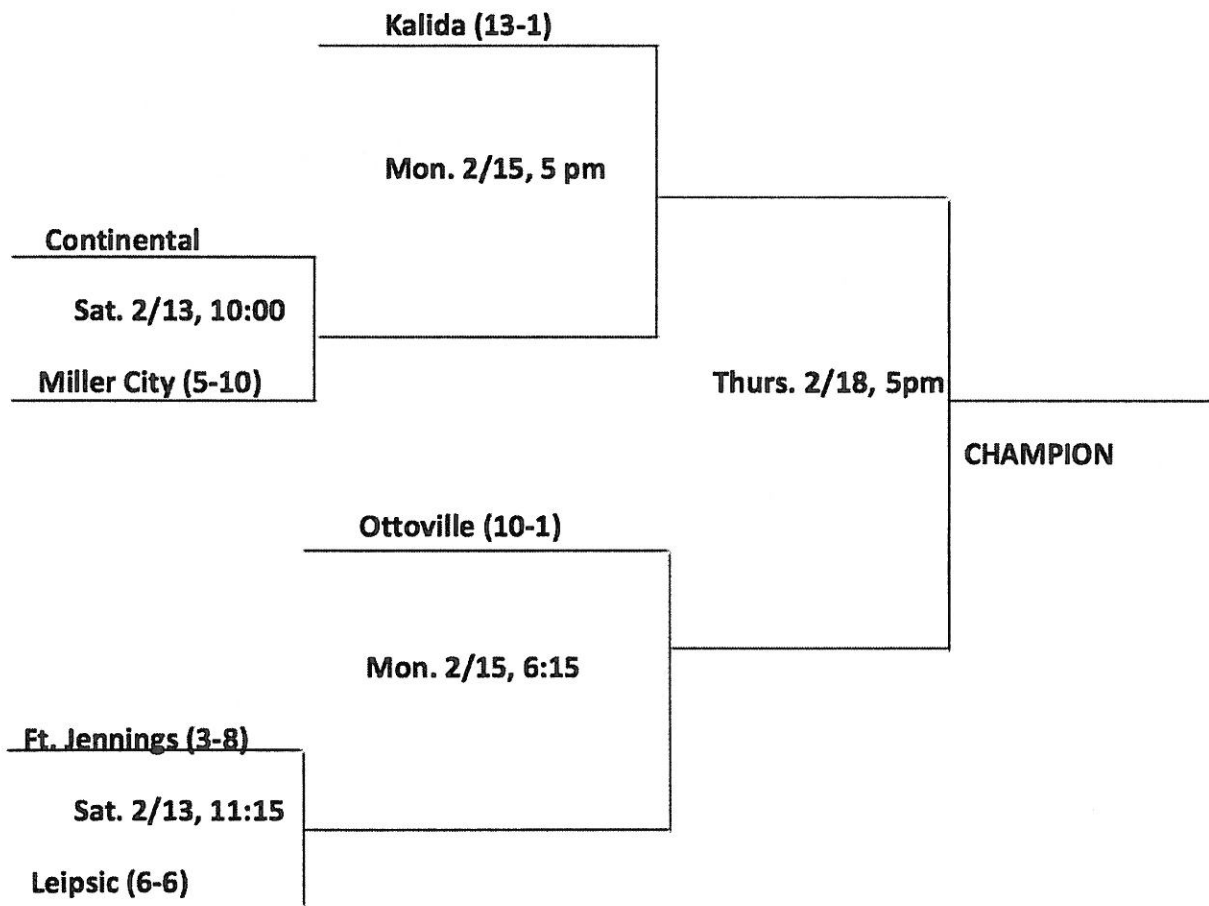 Kalida (13-1)
Mon. 2/15, 5 pm
Continental
Sat. 2/13, 10:00
Miller City (5-10)
Thurs. 2/18, 5pm
CHAMPION
Ottoville (10-1)
Mon. 2/15, 6:15
Ft. Jennings (3-8)
Sat. 2/13, 11:15
Leipsic (6-6)